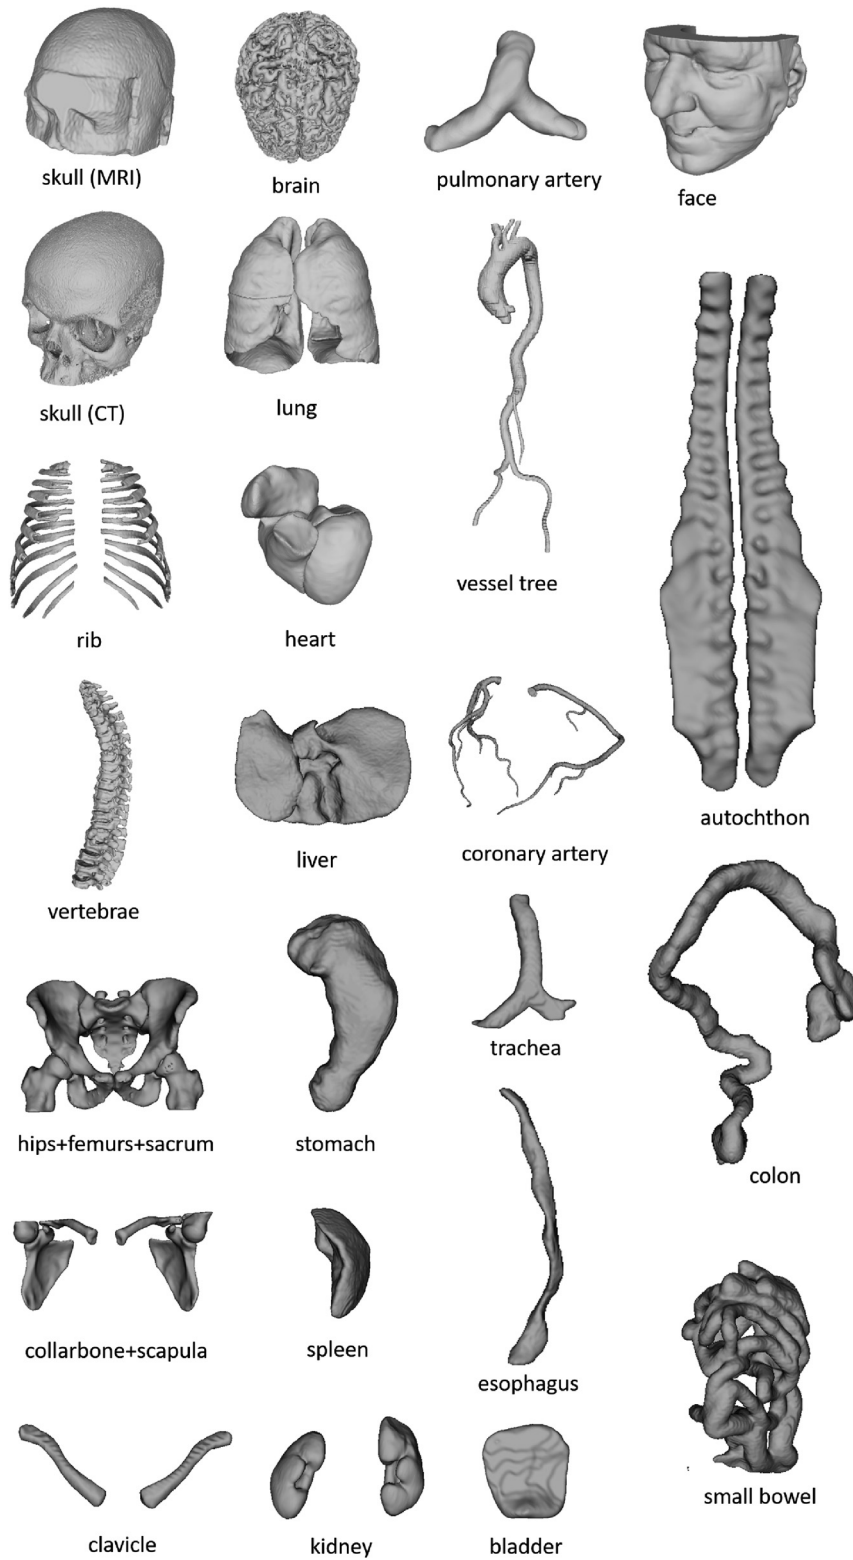 skull (MRI)
brain
pulmonary artery
face
skull (CT)
lung
vessel tree
rib
heart
autochthon
vertebrae
liver
coronary artery
hips+femurs+sacrum
stomach
trachea
colon
collarbone+scapula
spleen
esophagus
small bowel
clavicle
kidney
bladder